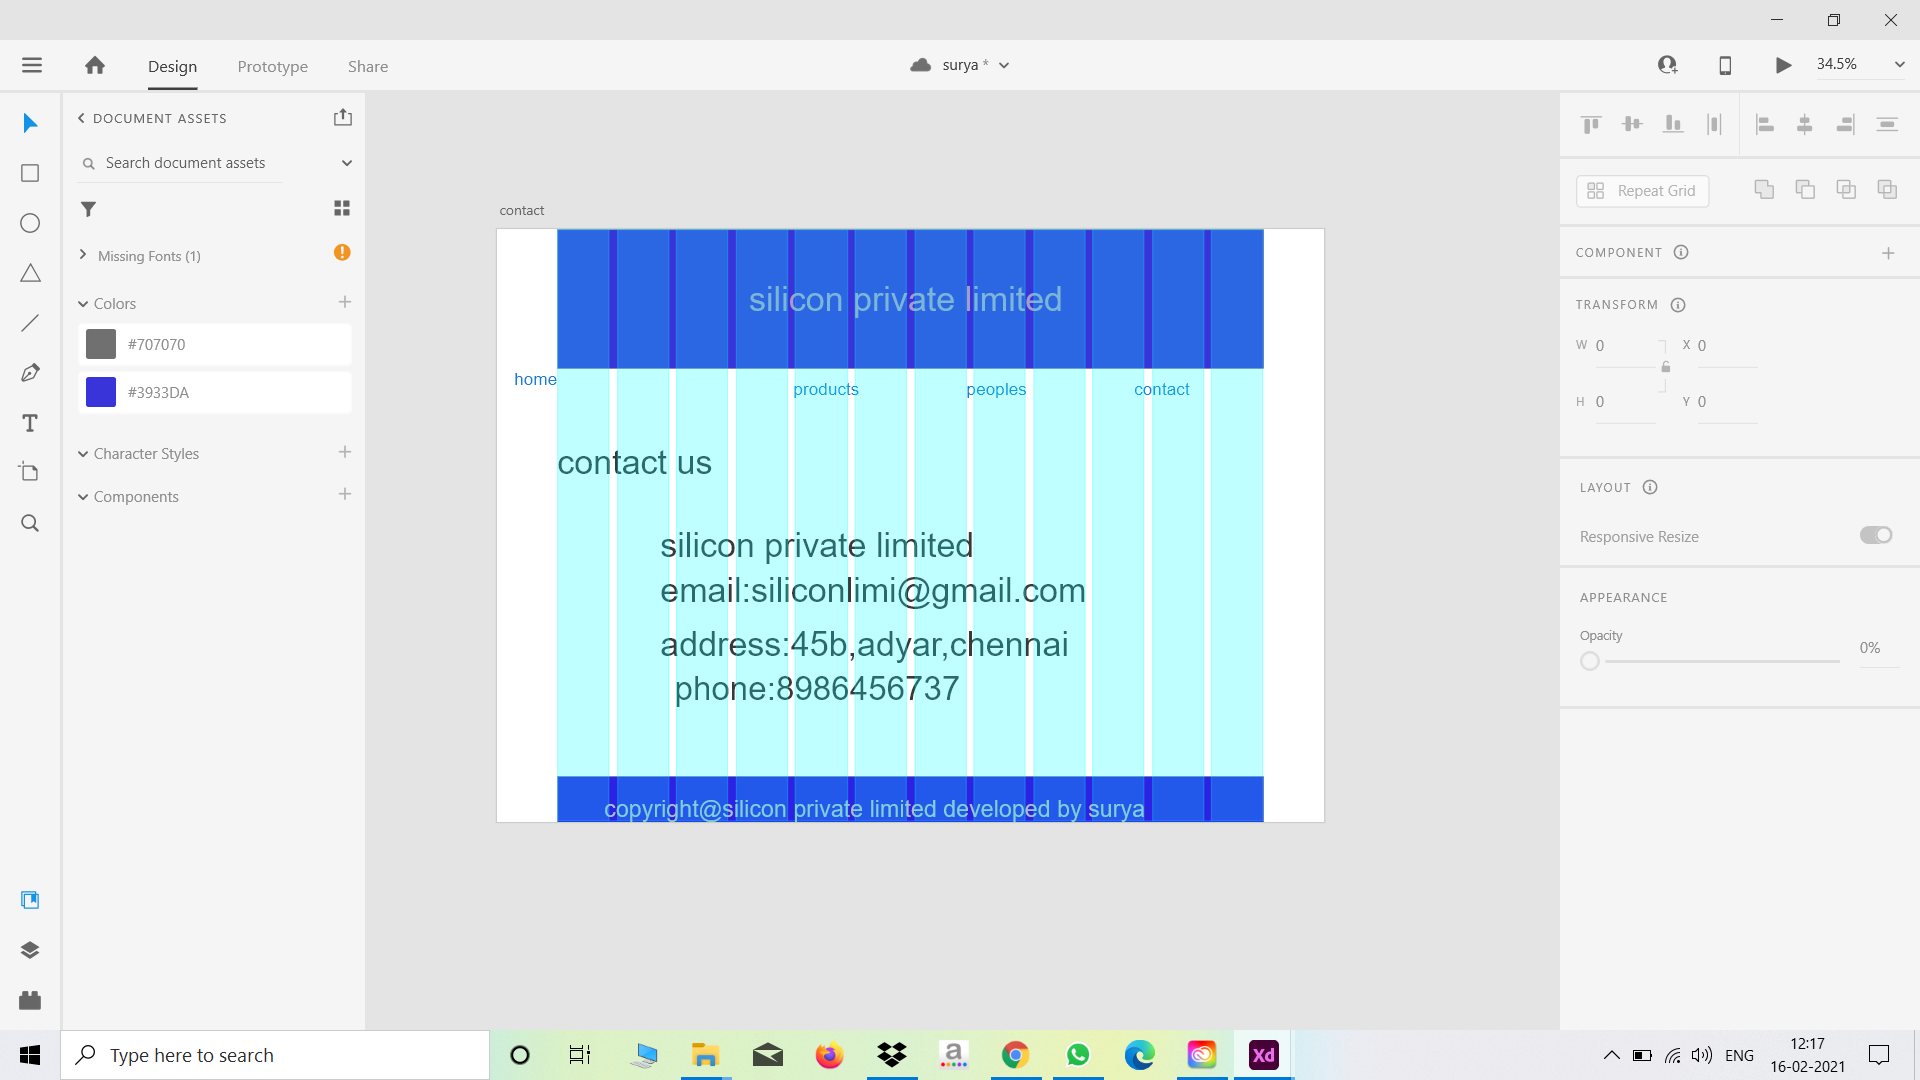 Design
Prototype
Share
surya *
34.5%
DOCUMENT ASSETS
Search document assets
Missing Fonts (1)
Colors
#707070
#3933DA
Character Styles
Components
contact
silicon private limited
home
products
peoples
contact
contact us
silicon private limited
email:siliconlimi@gmail.com
address:45b,adyar,chennai
phone:8986456737
copyright@silicon private limited developed by surya
Repeat Grid
COMPONENT
TRANSFORM
W 0 X 0
H 0 Y 0
LAYOUT
Responsive Resize
APPEARANCE
Opacity
0%
Type here to search
a
Xd
ENG
12:17
16-02-2021